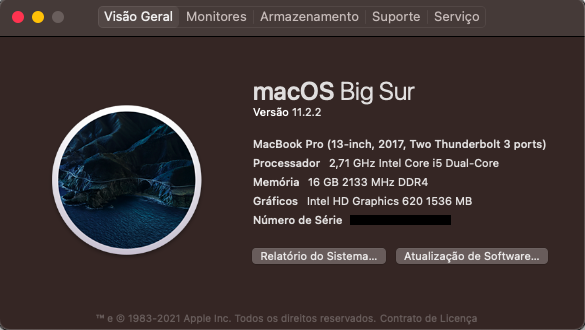 Visão Geral Monitores Armazenamento Suporte Serviço
macOS Big Sur
Versão 11.2.2
MacBook Pro (13-inch, 2017, Two Thunderbolt 3 ports)
Processador 2,71 GHz Intel Core i5 Dual-Core
Memória 16 GB 2133 MHz DDR4
Gráficos Intel HD Graphics 620 1536 MB
Número de Série
Relatório do Sistema... Atualização de Software...
™ e © 1983-2021 Apple Inc. Todos os direitos reservados. Contrato de Licença